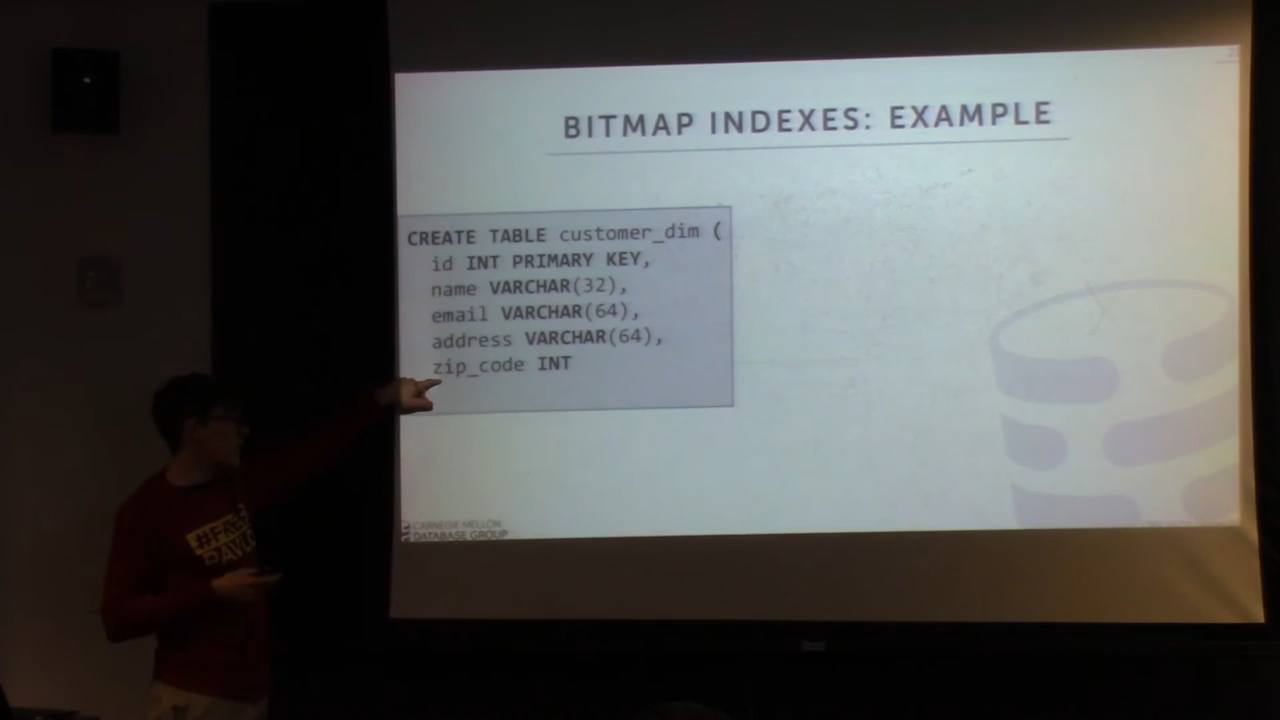 BITMAP INDEXES: EXAMPLE
CREATE TABLE customer_dim (
id INT PRIMARY KEY,
name VARCHAR(32),
email VARCHAR(64),
address VARCHAR(64),
zip_code INT
CARNEGIE MELLON
DATABASE GROUP